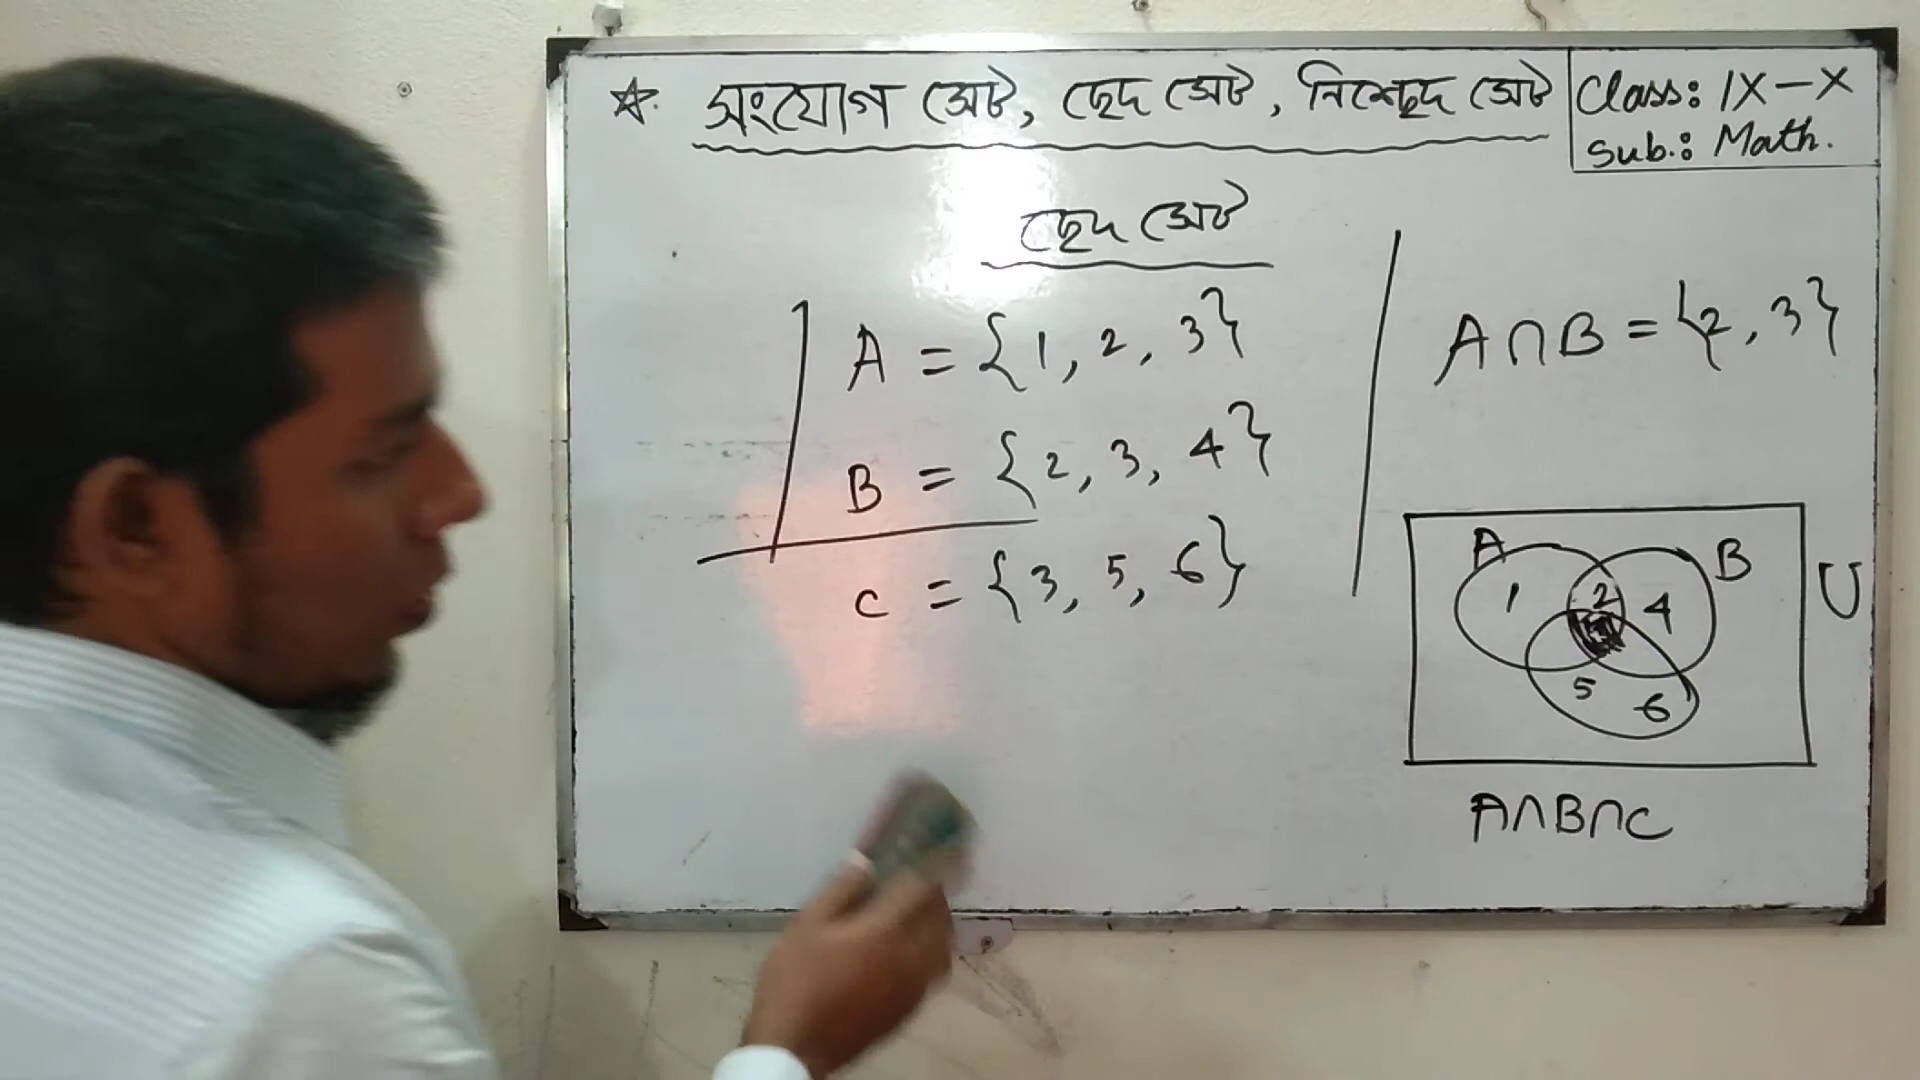 ☆. সংযোগ সেট, ছেদ সেট, নিশ্ছেদ সেট
Class: IX-X
Sub.: Math.
ছেদ সেট
A = {1, 2, 3}
B = {2, 3, 4}
C = {3, 5, 6}
A∩B = {2, 3}
A B U
1 2 4
5 6
A∩B∩C